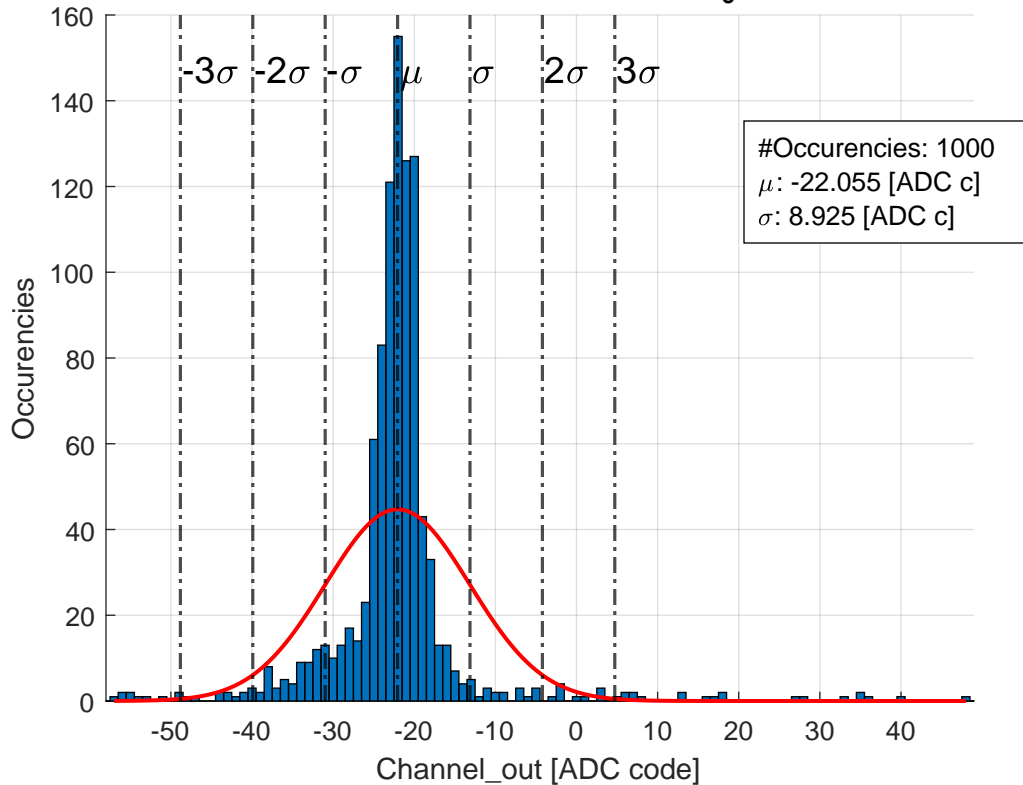 160
140
120
100
80
60
40
20
0
Occurencies
-3σ -2σ -σ μ σ 2σ 3σ
#Occurencies: 1000
μ: -22.055 [ADC c]
σ: 8.925 [ADC c]
-50 -40 -30 -20 -10 0 10 20 30 40
Channel_out [ADC code]